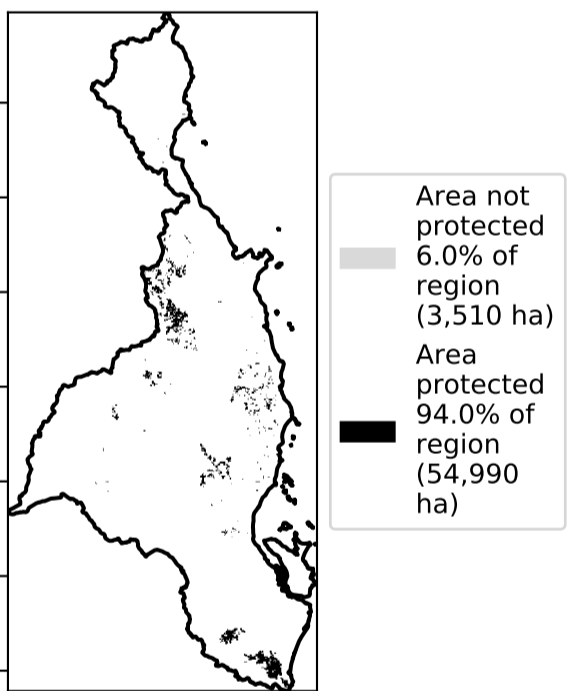 Area not
protected
6.0% of
region
(3,510 ha)
Area
protected
94.0% of
region
(54,990
ha)